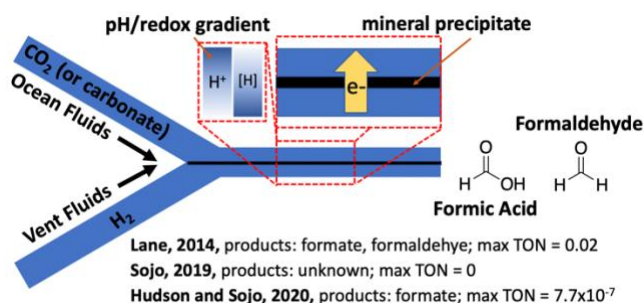 pH/redox gradient
mineral precipitate
CO2 (or carbonate)
Ocean Fluids
H+
[H]
e-
Vent Fluids
H2
Formaldehyde
O
H
OH
O
H
H
Formic Acid
Lane, 2014, products: formate, formaldehye; max TON = 0.02
Sojo, 2019, products: unknown; max TON = 0
Hudson and Sojo, 2020, products: formate; max TON = 7.7x10-7